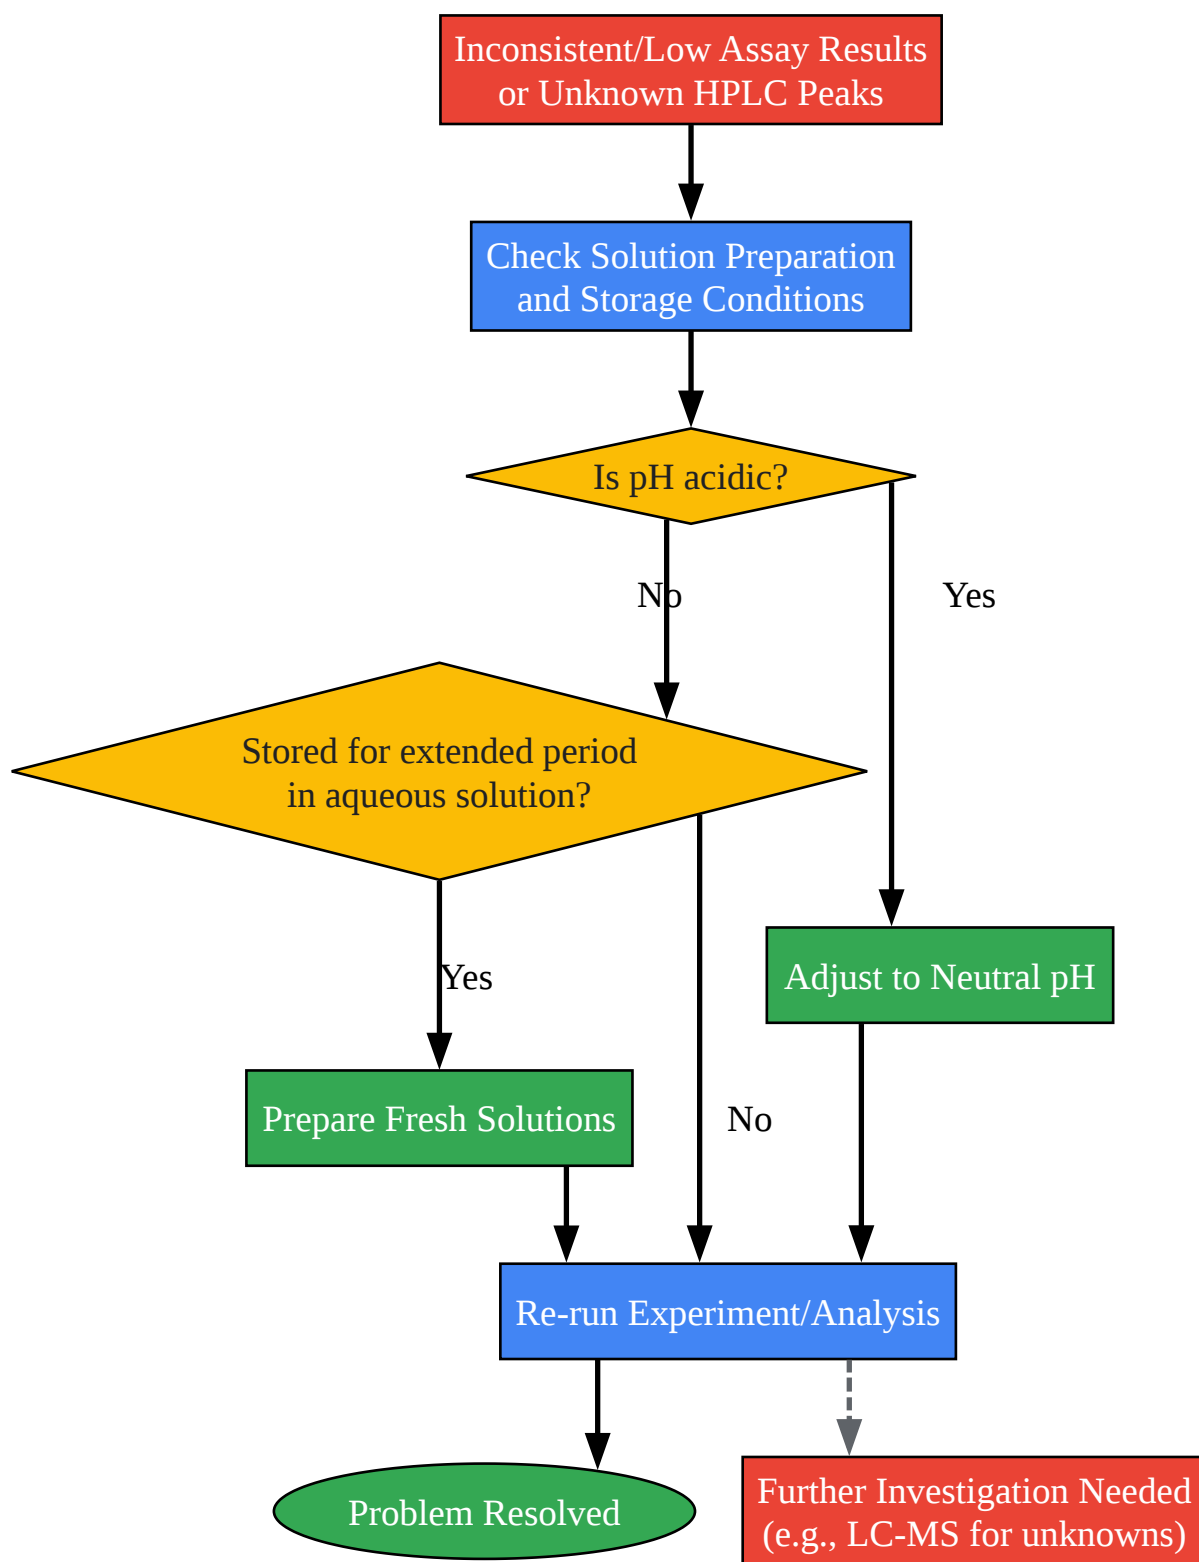 Inconsistent/Low Assay Results
or Unknown HPLC Peaks
Check Solution Preparation
and Storage Conditions
Is pH acidic?
No
Yes
Stored for extended period
in aqueous solution?
Yes
Adjust to Neutral pH
Prepare Fresh Solutions
No
Re-run Experiment/Analysis
Problem Resolved
Further Investigation Needed
(e.g., LC-MS for unknowns)